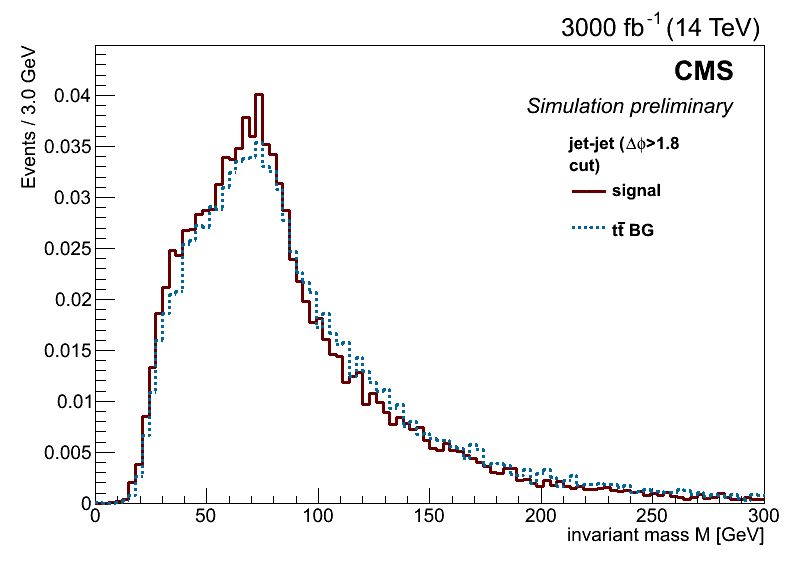 3000 fb⁻¹ (14 TeV)
CMS
Simulation preliminary
jet-jet (Δϕ>1.8
cut)
signal
tt̄ BG
Events / 3.0 GeV
0.04
0.035
0.03
0.025
0.02
0.015
0.01
0.005
0
0 50 100 150 200 250 300
invariant mass M [GeV]